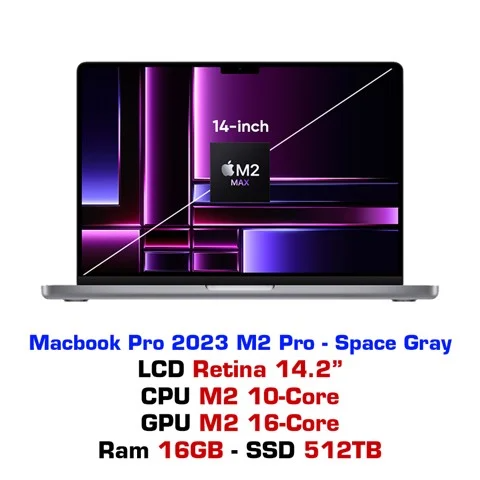 14-inch
M2
MAX
Macbook Pro 2023 M2 Pro - Space Gray
LCD Retina 14.2”
CPU M2 10-Core
GPU M2 16-Core
Ram 16GB - SSD 512TB